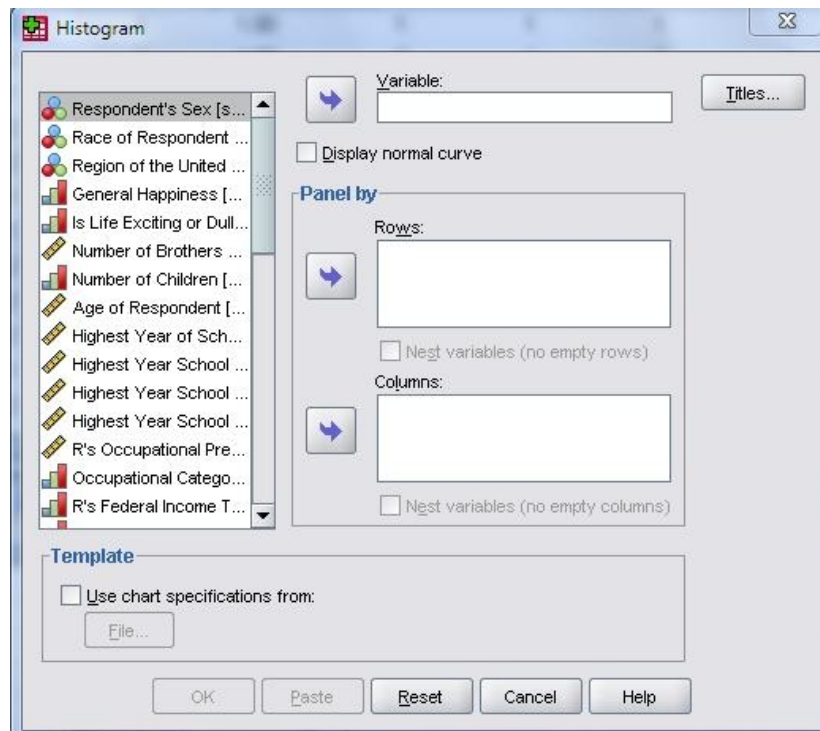 Histogram
Respondent's Sex [s...
Race of Respondent ...
Region of the United ...
General Happiness [...
Is Life Exciting or Dull...
Number of Brothers ...
Number of Children [...
Age of Respondent [...
Highest Year of Sch...
Highest Year School ...
Highest Year School ...
Highest Year School ...
R's Occupational Pre...
Occupational Catego...
R's Federal Income T...
Variable:
Titles...
Display normal curve
Panel by
Rows:
Nest variables (no empty rows)
Columns:
Nest variables (no empty columns)
Template
Use chart specifications from:
File...
OK
Paste
Reset
Cancel
Help